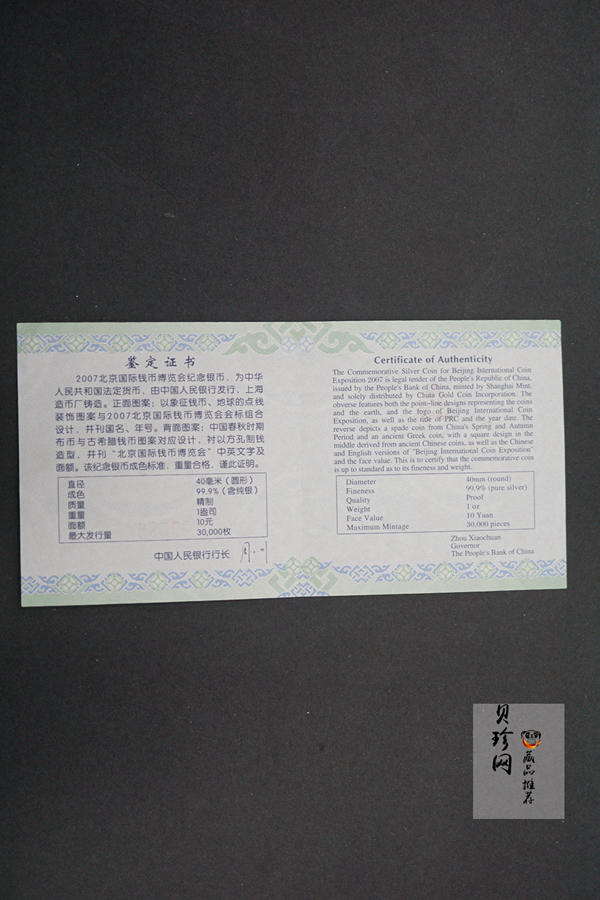 鉴定证书
2007北京国际钱币博览会纪念银币，为中华
人民共和国法定货币，由中国人民银行发行，上海
造币厂铸造。正面图案：以象征钱币、地球的点线
装饰图案与2007北京国际钱币博览会会标组合
设计，并刊国名、年号。背面图案：中国春秋时期
布币与古希腊钱币图案对应设计，衬以方孔制钱
造型，并刊“北京国际钱币博览会”中英文字及
面额。该纪念银币成色标准，重量合格，谨此证明。
直径 40毫米（圆形）
成色 99.9%（含纯银）
质量 精制
重量 1盎司
面额 10元
最大发行量 30,000枚
中国人民银行行长
Certificate of Authenticity
The Commemorative Silver Coin for Beijing International Coin
Exposition 2007 is legal tender of the People's Republic of China,
issued by the People's Bank of China, minted by Shanghai Mint,
and solely distributed by China Gold Coin Incorporation. The
obverse features both the point-line designs representing the coins
and the earth, and the fogo of Beijing International Coin
Exposition, as well as the title of PRC and the year date. The
reverse depicts a spade coin from China's Spring and Autumn
Period and an ancient Greek coin, with a square design in the
middle derived from ancient Chinese coins, as well as the Chinese
and English versions of "Beijing International Coin Exposition"
and the face value. This is to certify that the commemorative coin
is up to standard as to its fineness and weight.
Diameter 40mm (round)
Fineness 99.9% (pure silver)
Quality Proof
Weight 1 oz
Face Value 10 Yuan
Maximum Mintage 30,000 pieces
Zhou Xiaochuan
Governor
The People's Bank of China
贝珍网
藏品推荐